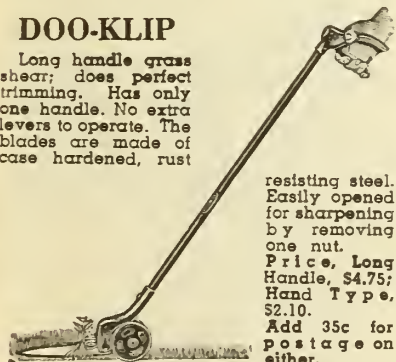 DOO-KLIP
Long handle grass
shear; does perfect
trimming. Has only
one handle. No extra
levers to operate. The
blades are made of
case hardened, rust
resisting steel.
Easily opened
for sharpening
by removing
one nut.
Price, Long
Handle, $4.75;
Hand Type,
$2.10.
Add 35c for
postage on
either.